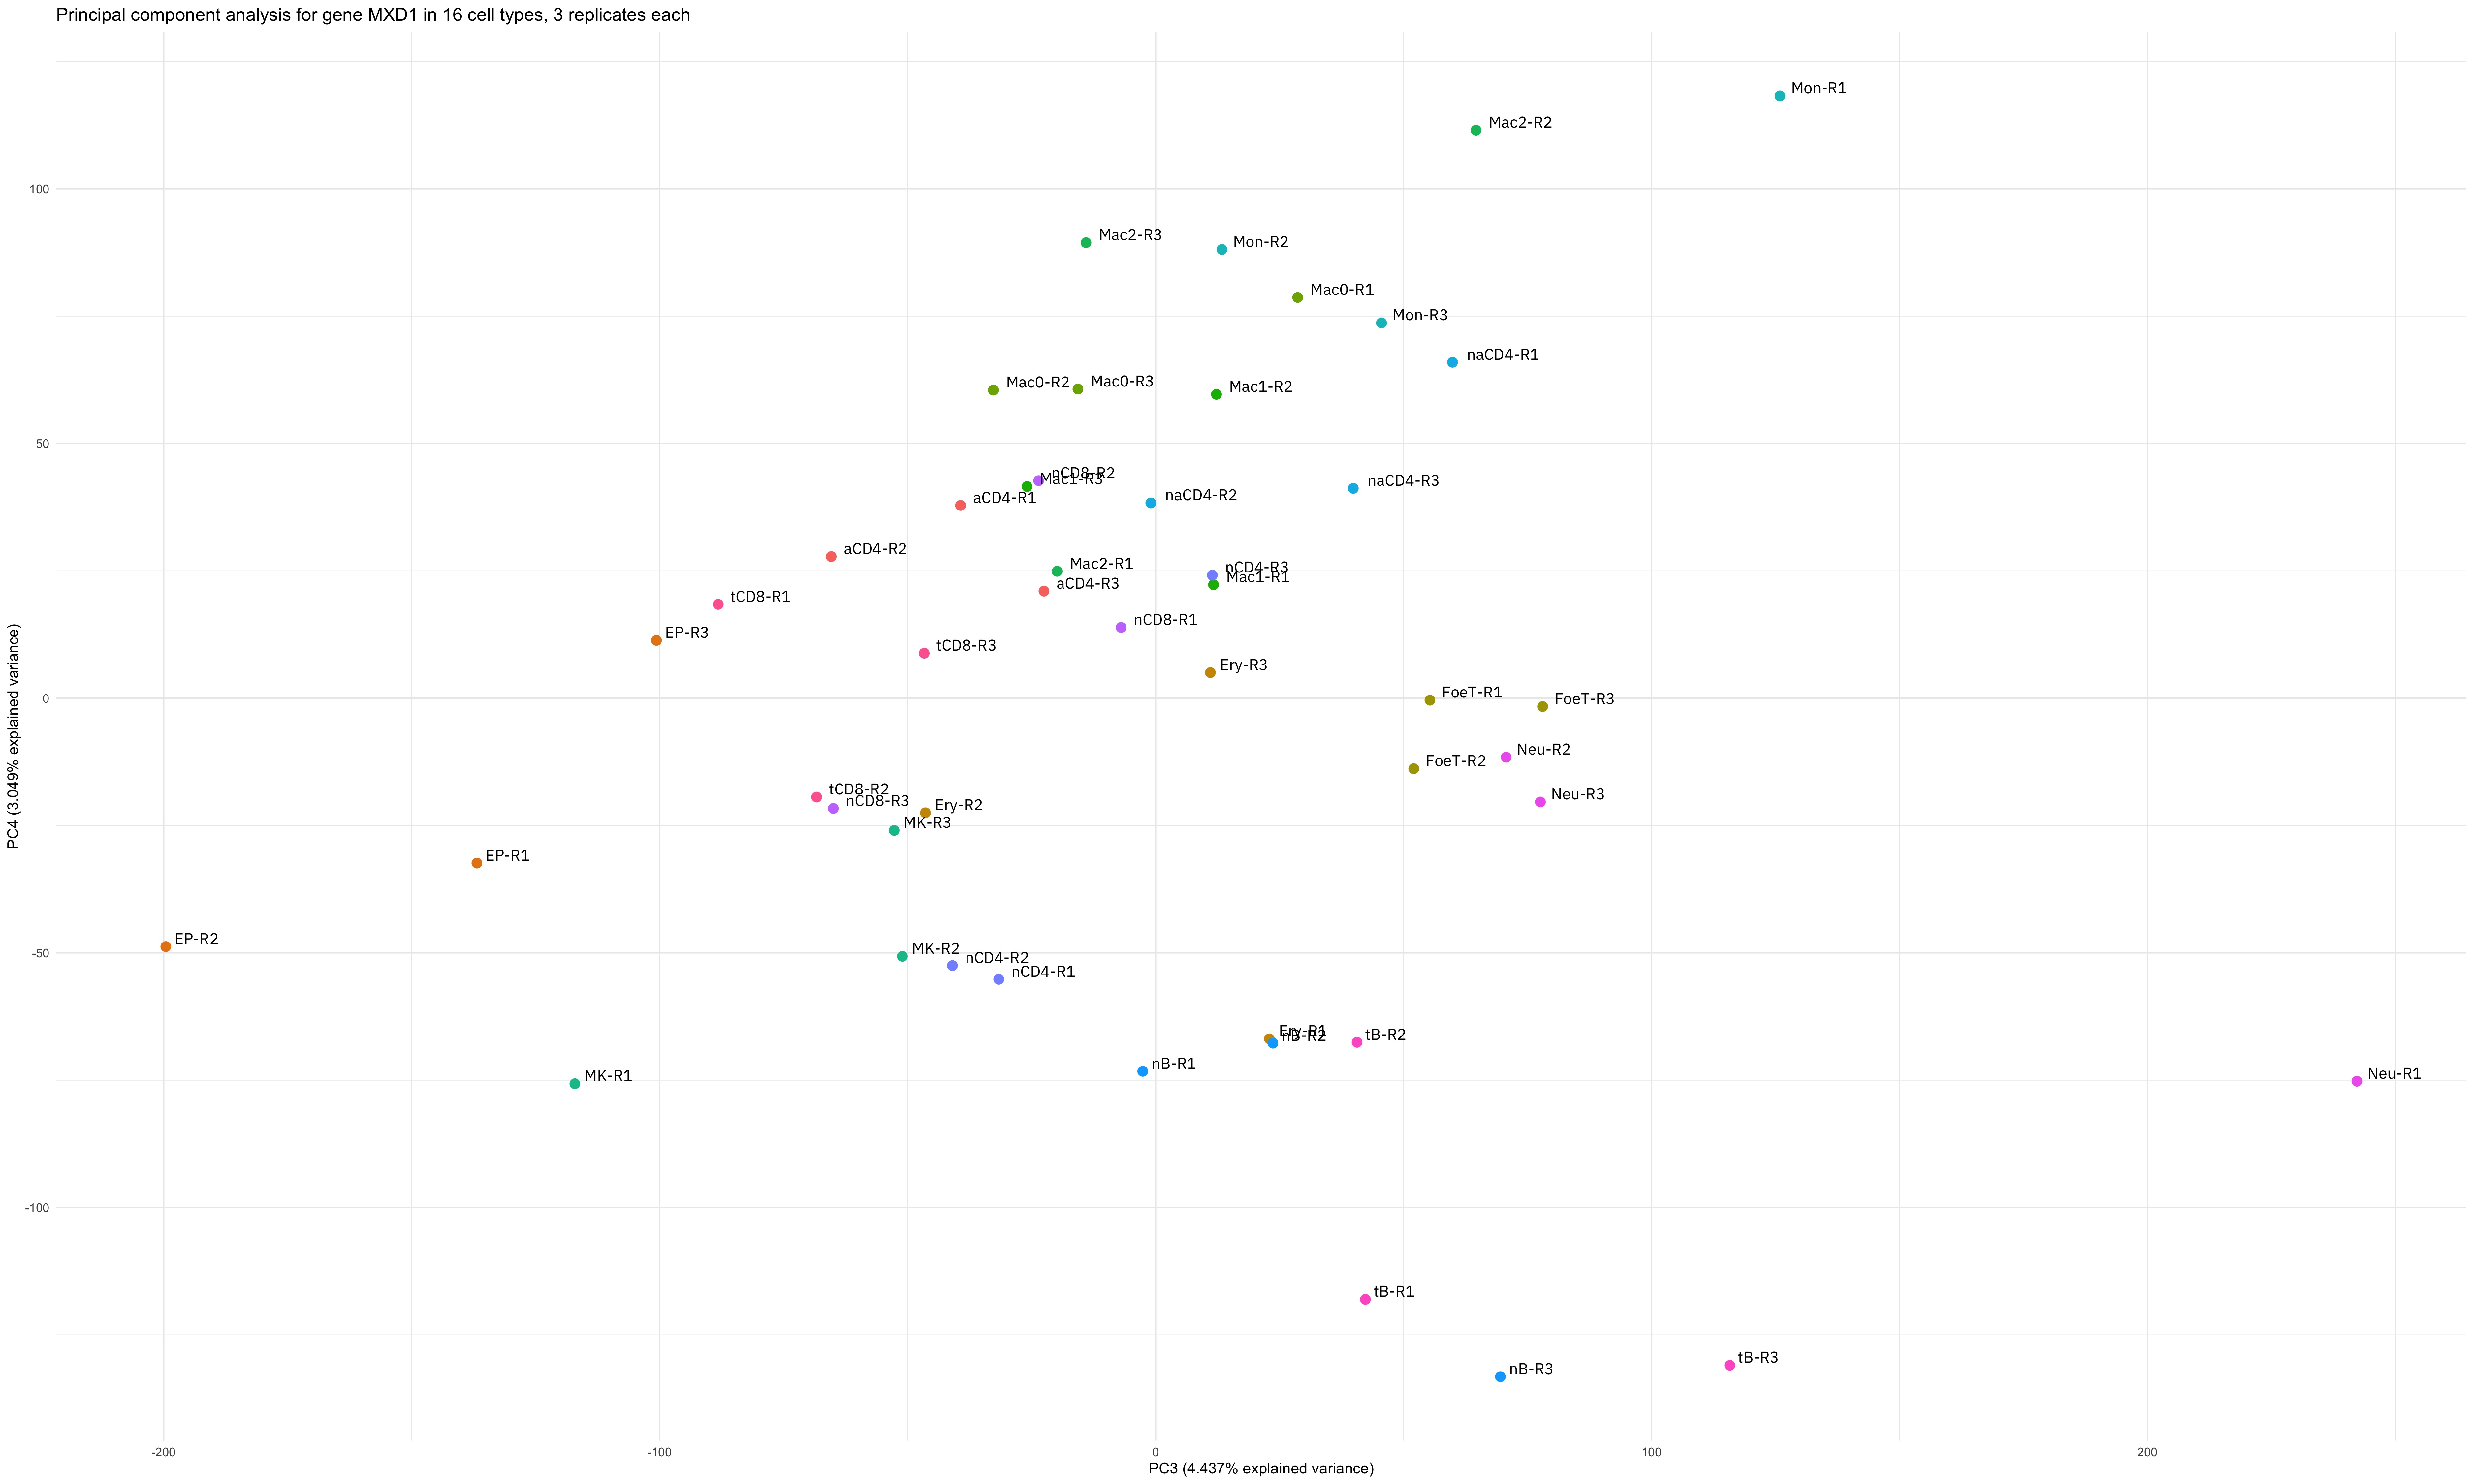 Principal component analysis for gene MXD1 in 16 cell types, 3 replicates each
Mon-R1
Mac2-R2
100
Mac2-R3
Mon-R2
Mac0-R1
Mon-R3
naCD4-R1
Mac0-R2
Mac0-R3
Mac1-R2
50
nCD8-R2
Mac1-R3
naCD4-R3
naCD4-R2
aCD4-R1
aCD4-R2
Mac2-R1
nCD4-R3
Mac1-R1
aCD4-R3
tCD8-R1
nCD8-R1
EP-R3
tCD8-R3
Ery-R3
0
FoeT-R1
FoeT-R3
Neu-R2
FoeT-R2
PC4 (3.049% explained variance)
tCD8-R2
Neu-R3
nCD8-R3
Ery-R2
MK-R3
EP-R1
EP-R2
-50
MK-R2
nCD4-R2
nCD4-R1
Ery-R1
nB-R2
tB-R2
nB-R1
MK-R1
Neu-R1
-100
tB-R1
tB-R3
nB-R3
-200
-100
0
100
200
PC3 (4.437% explained variance)